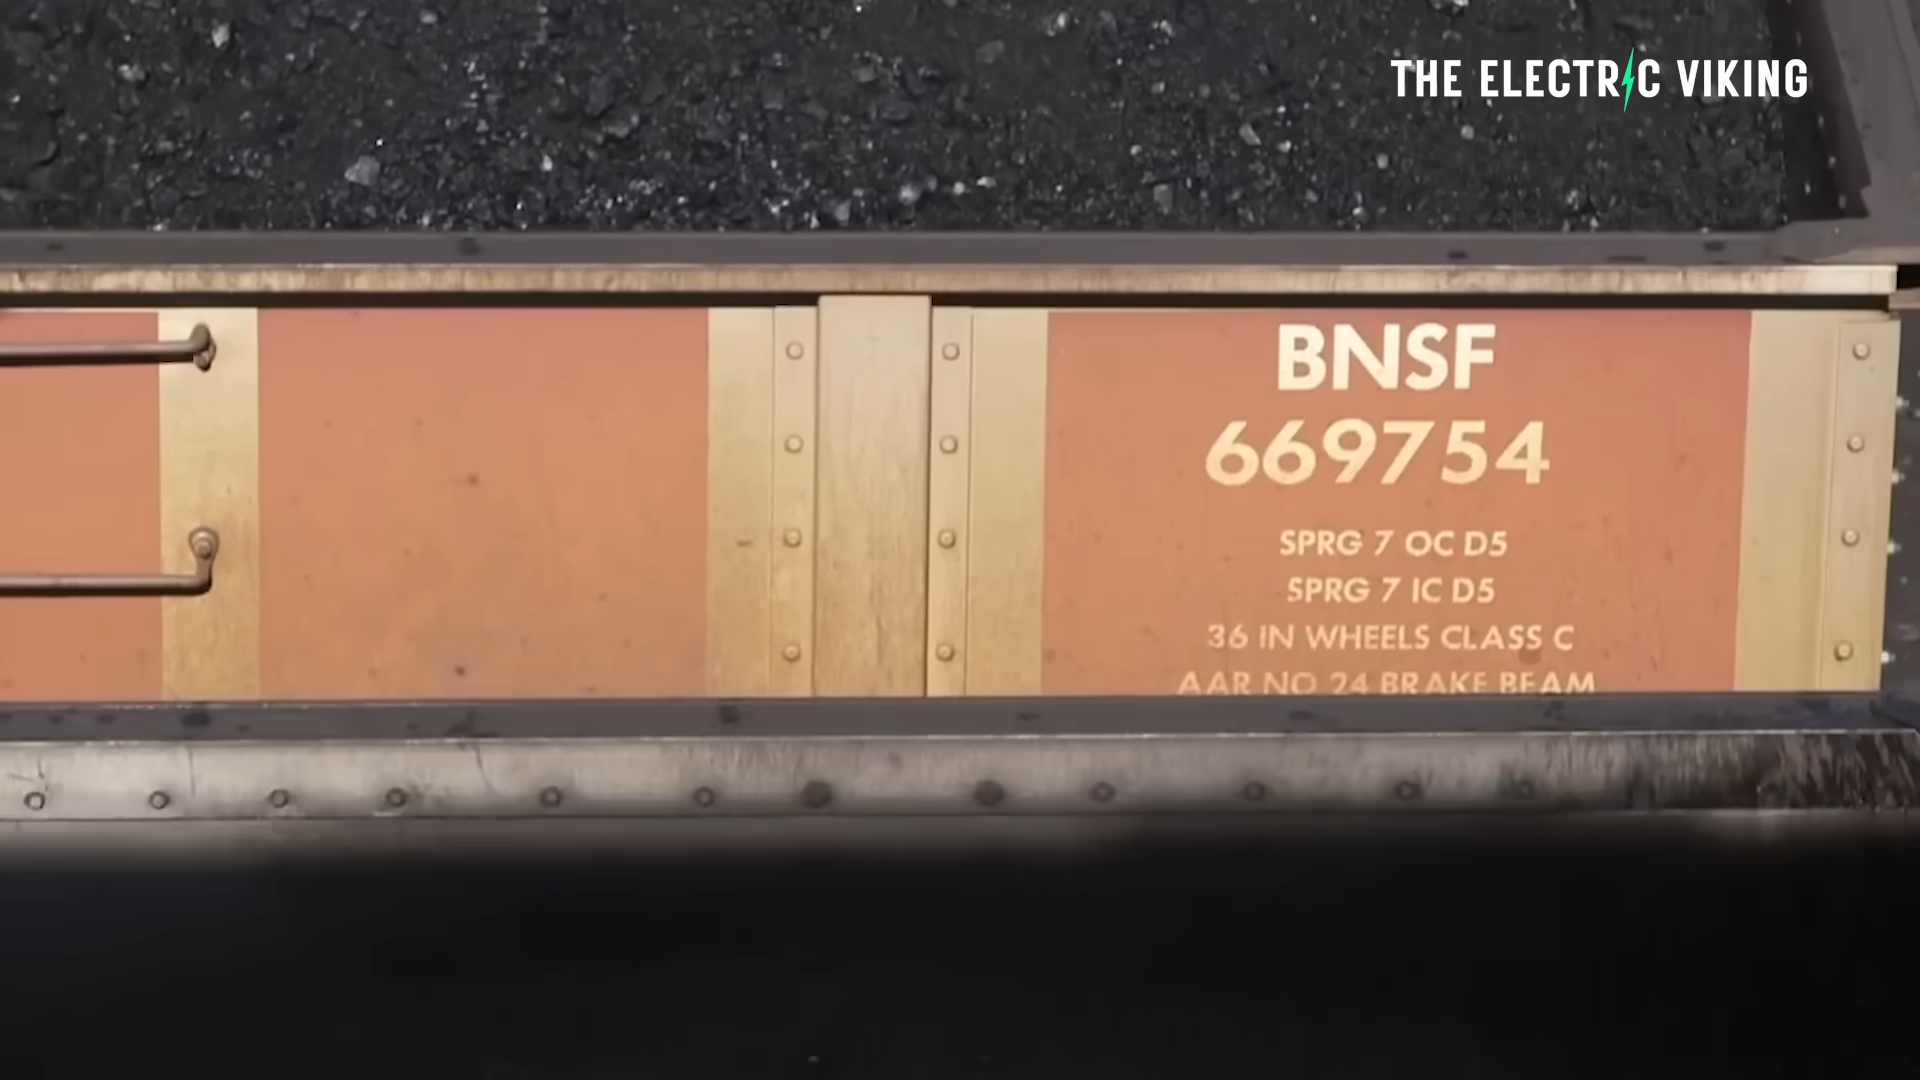 THE ELECTRIC VIKING
BNSF
669754
SPRG 7 OC D5
SPRG 7 IC D5
36 IN WHEELS CLASS C
AAR NO 24 BRAKE BEAM